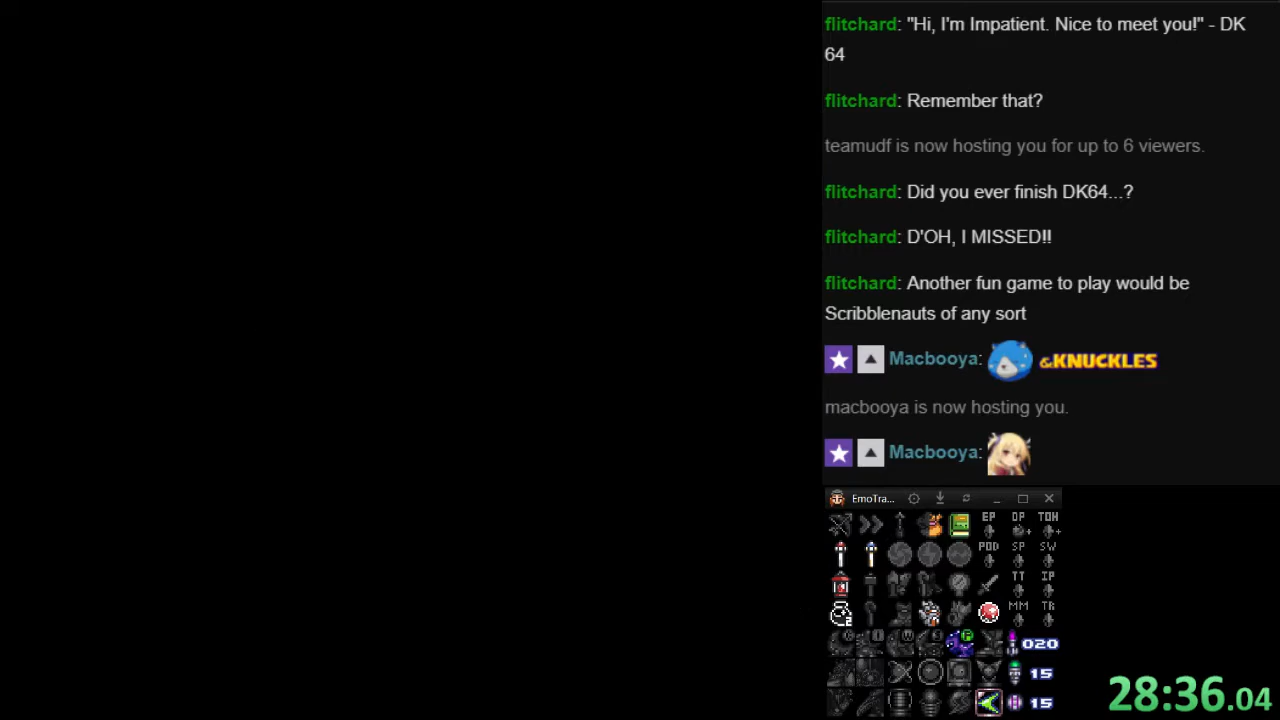 flitchard: "Hi, I'm Impatient. Nice to meet you!" - DK
64
flitchard: Remember that?
teamudf is now hosting you for up to 6 viewers.
flitchard: Did you ever finish DK64...?
flitchard: D'OH, I MISSED!!
flitchard: Another fun game to play would be
Scribblenauts of any sort
Macbooya: &KNUCKLES
macbooya is now hosting you.
Macbooya:
EmoTra...
EP DP TOH
POD SP SW
TT IP
2 MM TR
020
15
15
28:36.04